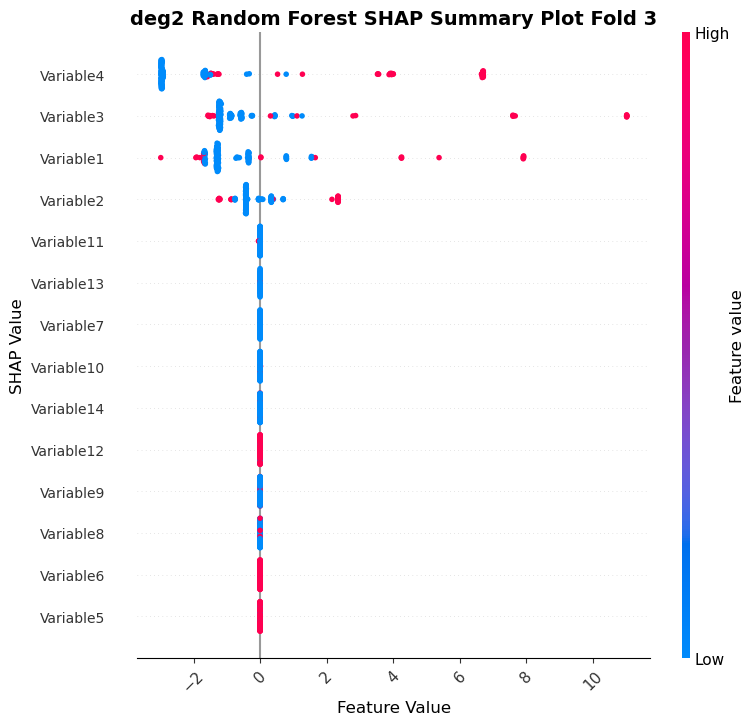 deg2 Random Forest SHAP Summary Plot Fold 3
High
Variable4
Variable3
Variable1
Variable2
Variable11
Variable13
Variable7
Variable10
Variable14
Variable12
Variable9
Variable8
Variable6
Variable5
SHAP Value
Feature value
Low
−2
0
2
4
6
8
10
Feature Value